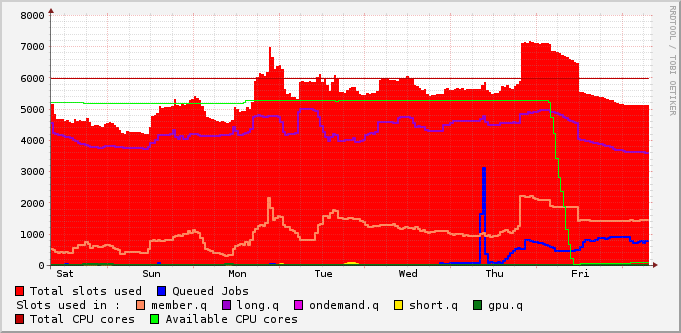 8000
7000
6000
5000
4000
3000
2000
1000
0
Sat Sun Mon Tue Wed Thu Fri
Total slots used Queued Jobs
Slots used in : member.q long.q ondemand.q short.q gpu.q
Total CPU cores Available CPU cores
RRDTOOL / TOBI OETIKER